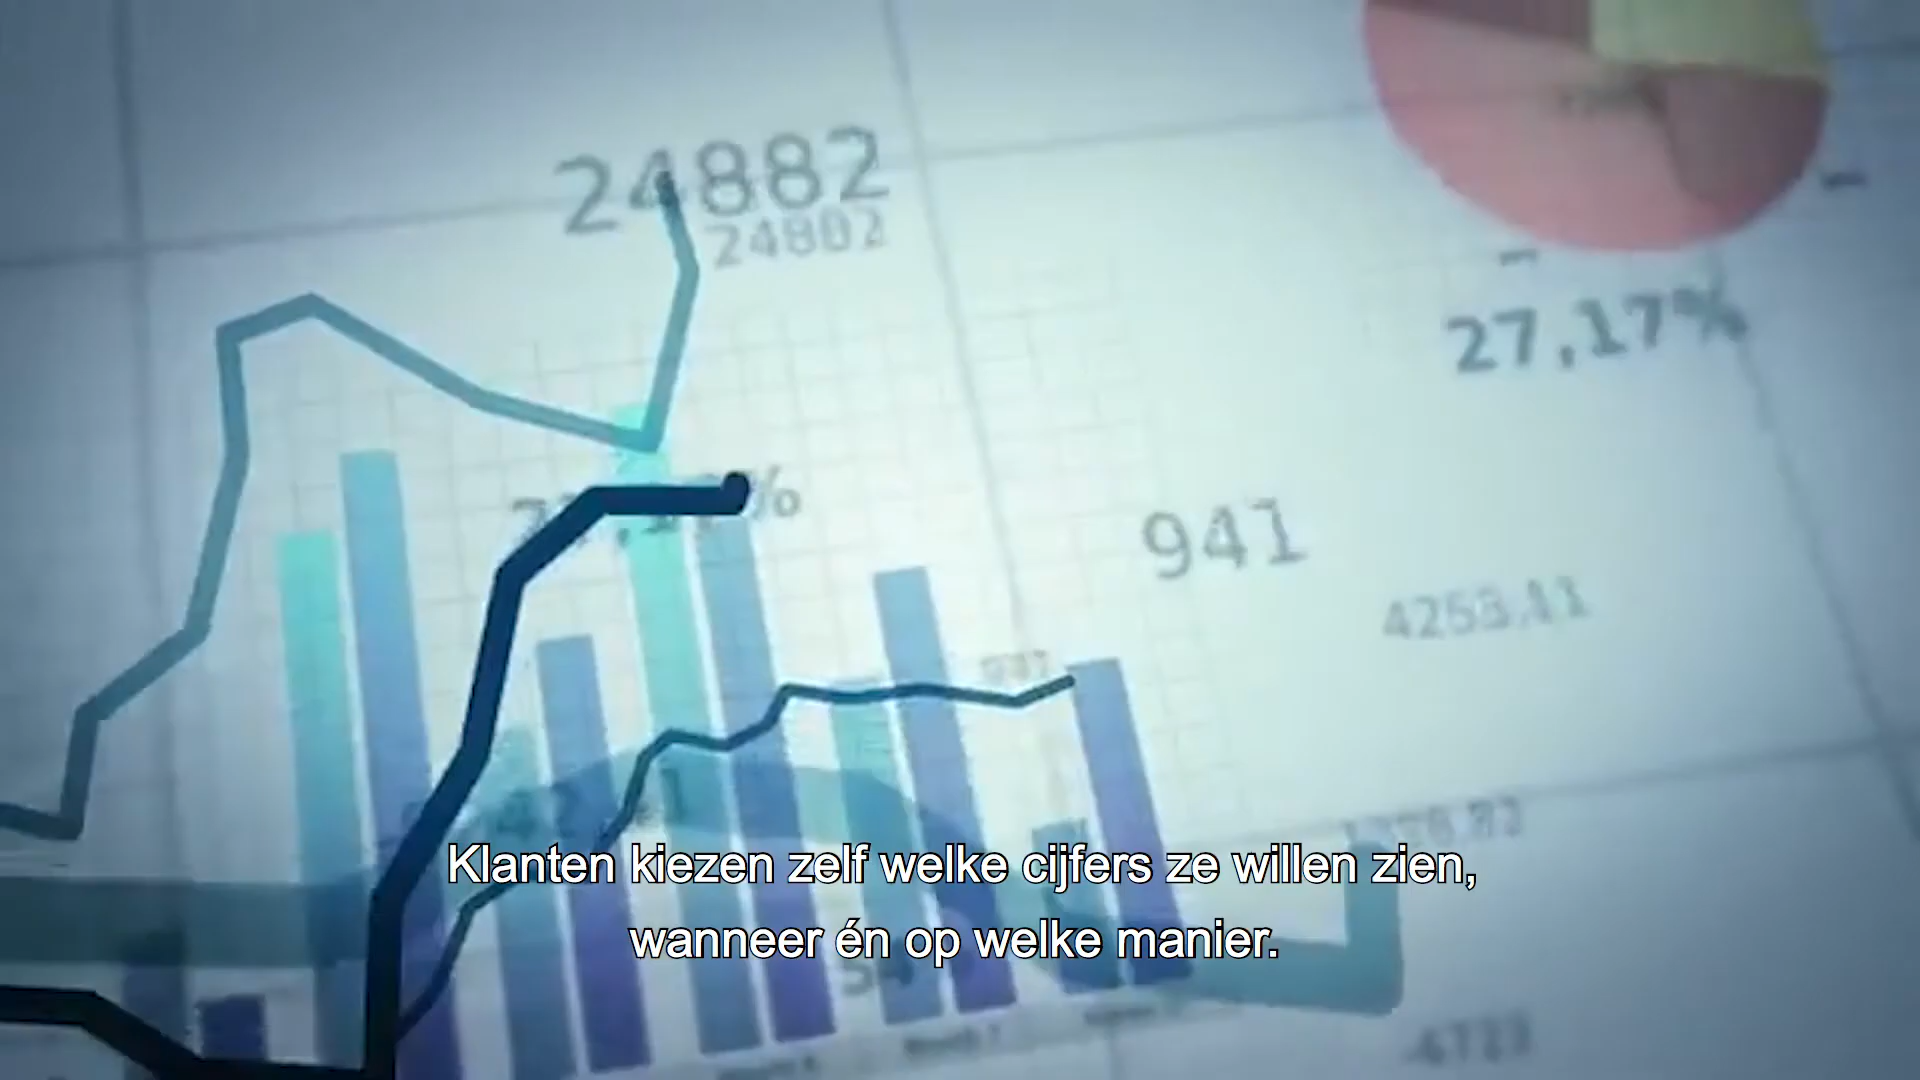 24882
24802
27,17%
941
4253,11
Klanten kiezen zelf welke cijfers ze willen zien,
wanneer én op welke manier.